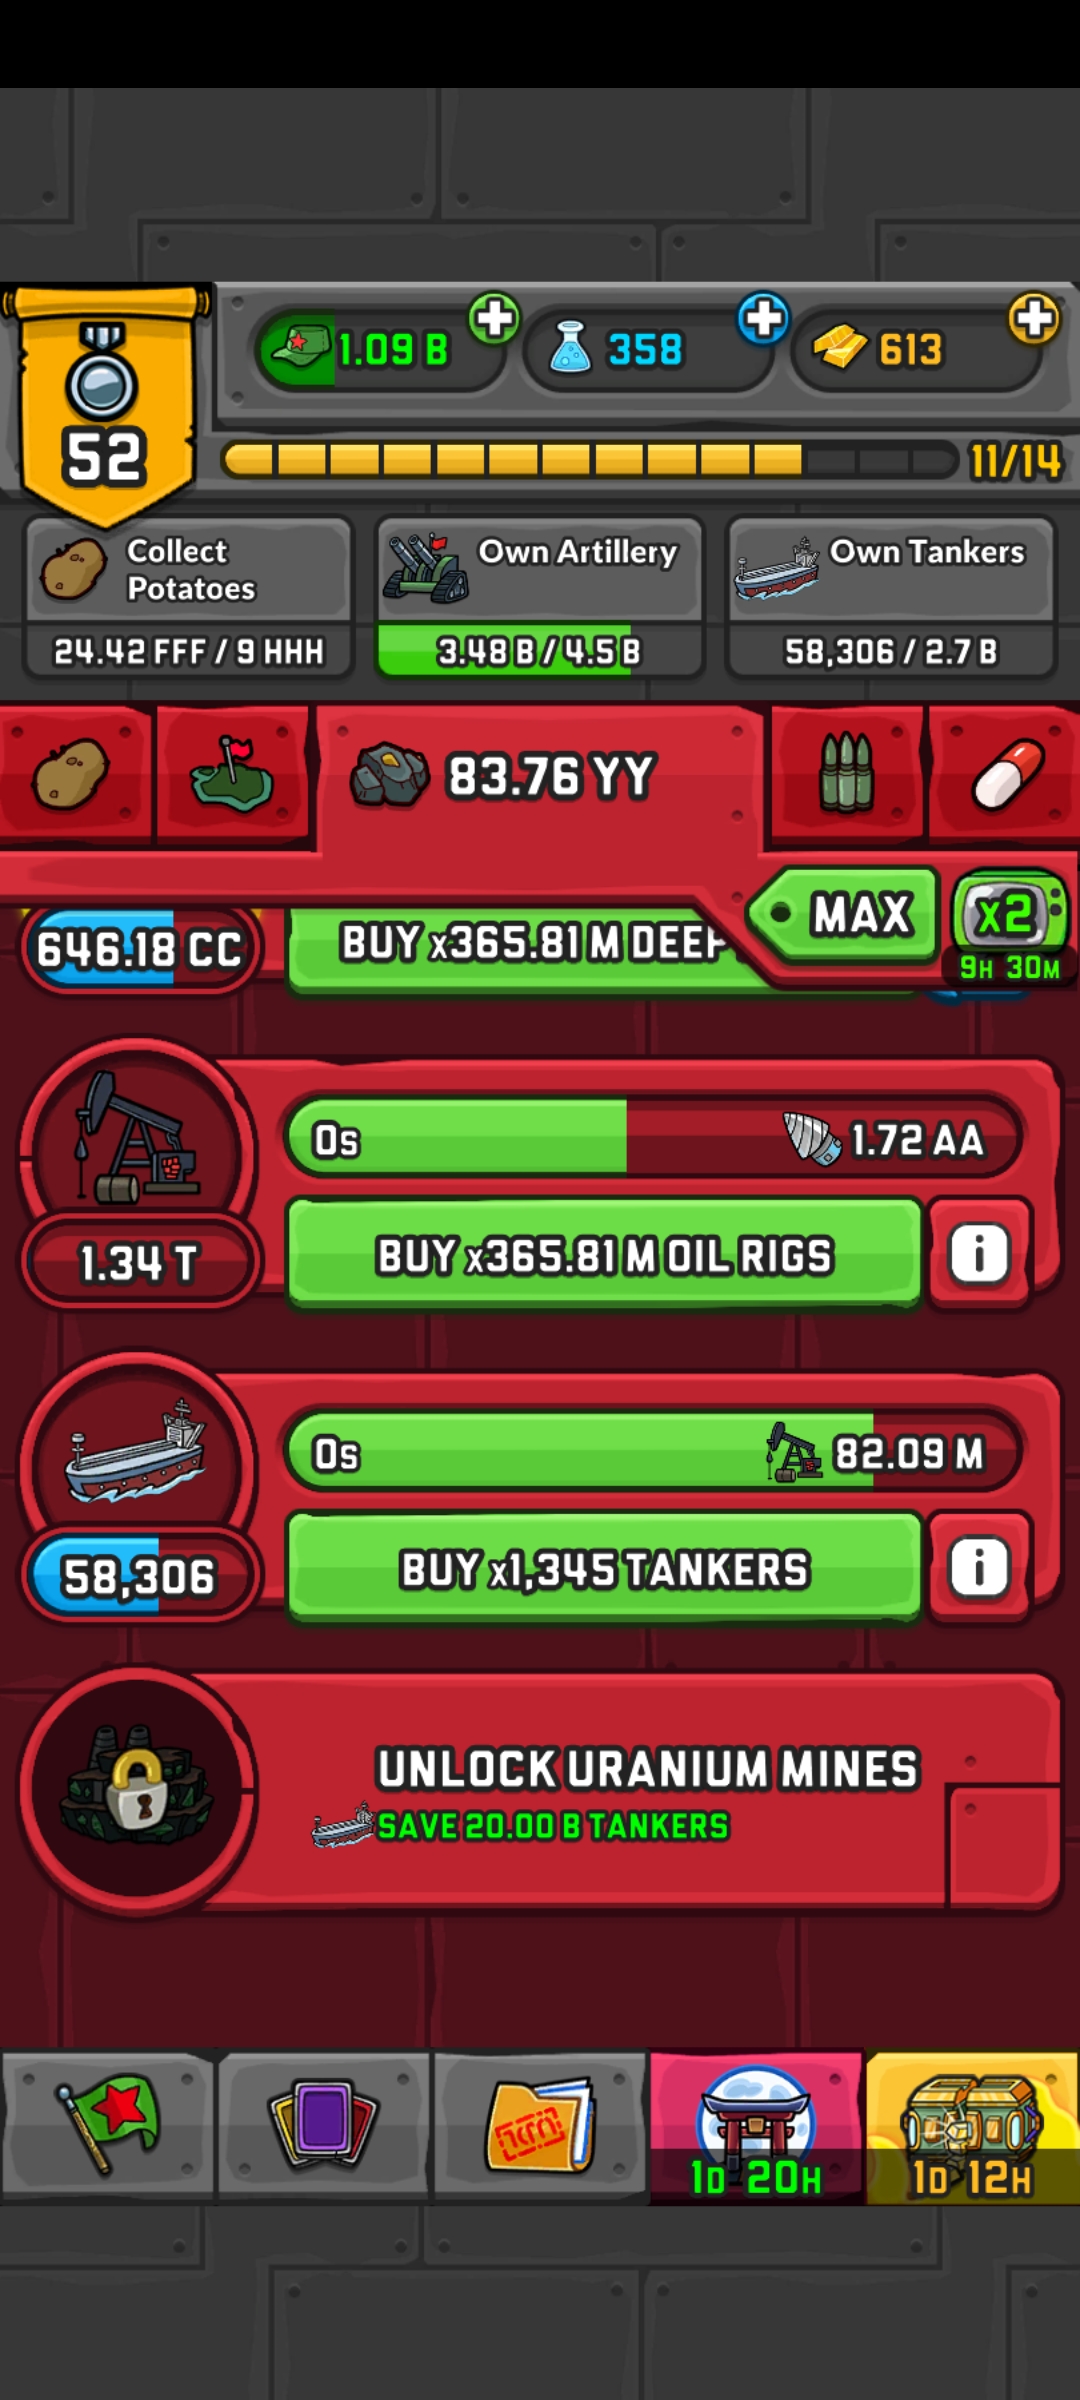 1.09 B
358
613
52
11/14
Collect
Potatoes
24.42 FFF / 9 HHH
Own Artillery
3.48 B / 4.5 B
Own Tankers
58,306 / 2.7 B
83.76 YY
MAX
x2
9H 30M
646.18 CC
BUY x365.81 M DEEP
0s
1.72 AA
1.34 T
BUY x365.81 M OIL RIGS
i
0s
82.09 M
58,306
BUY x1,345 TANKERS
i
UNLOCK URANIUM MINES
SAVE 20.00 B TANKERS
1D 20H
1D 12H